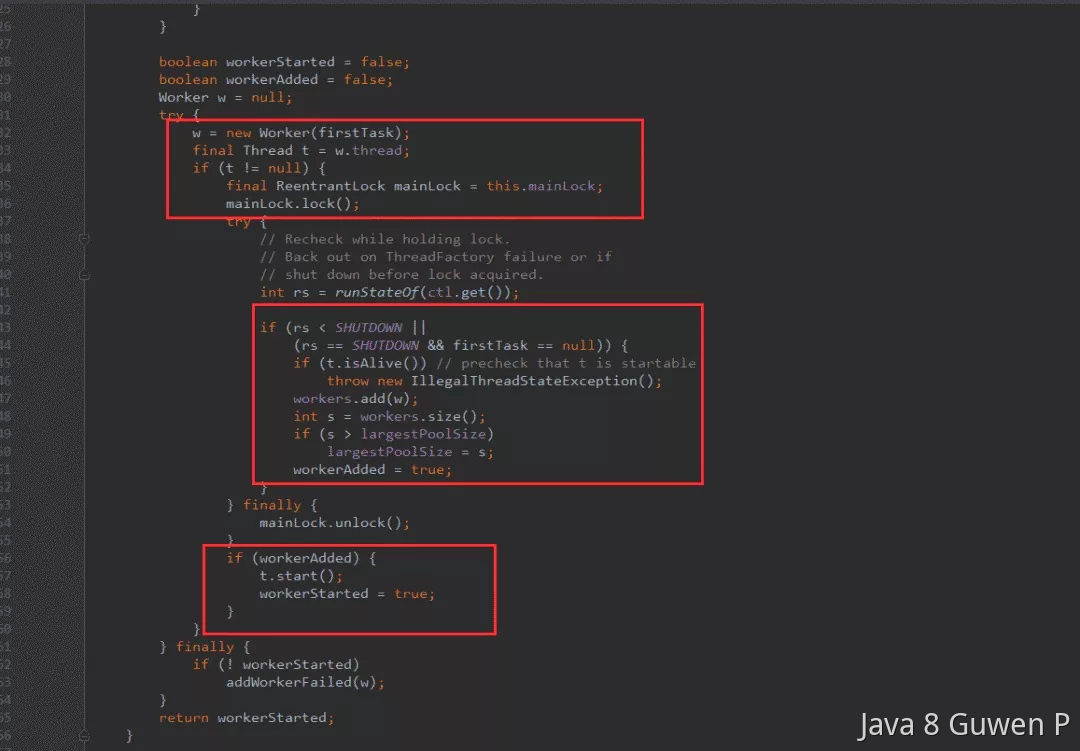 25 }
26 }
27
28 boolean workerStarted = false;
29 boolean workerAdded = false;
30 Worker w = null;
31 try {
32 w = new Worker(firstTask);
33 final Thread t = w.thread;
34 if (t != null) {
35 final ReentrantLock mainLock = this.mainLock;
36 mainLock.lock();
37 try {
38 // Recheck while holding lock.
39 // Back out on ThreadFactory failure or if
40 // shut down before lock acquired.
41 int rs = runStateOf(ctl.get());
42
43 if (rs < SHUTDOWN ||
44 (rs == SHUTDOWN && firstTask == null)) {
45 if (t.isAlive()) // precheck that t is startable
46 throw new IllegalThreadStateException();
47 workers.add(w);
48 int s = workers.size();
49 if (s > largestPoolSize)
50 largestPoolSize = s;
51 workerAdded = true;
52 }
53 } finally {
54 mainLock.unlock();
55 }
56 if (workerAdded) {
57 t.start();
58 workerStarted = true;
59 }
60 }
61 } finally {
62 if (! workerStarted)
63 addWorkerFailed(w);
64 }
65 return workerStarted;
66 }
Java 8 Guwen P